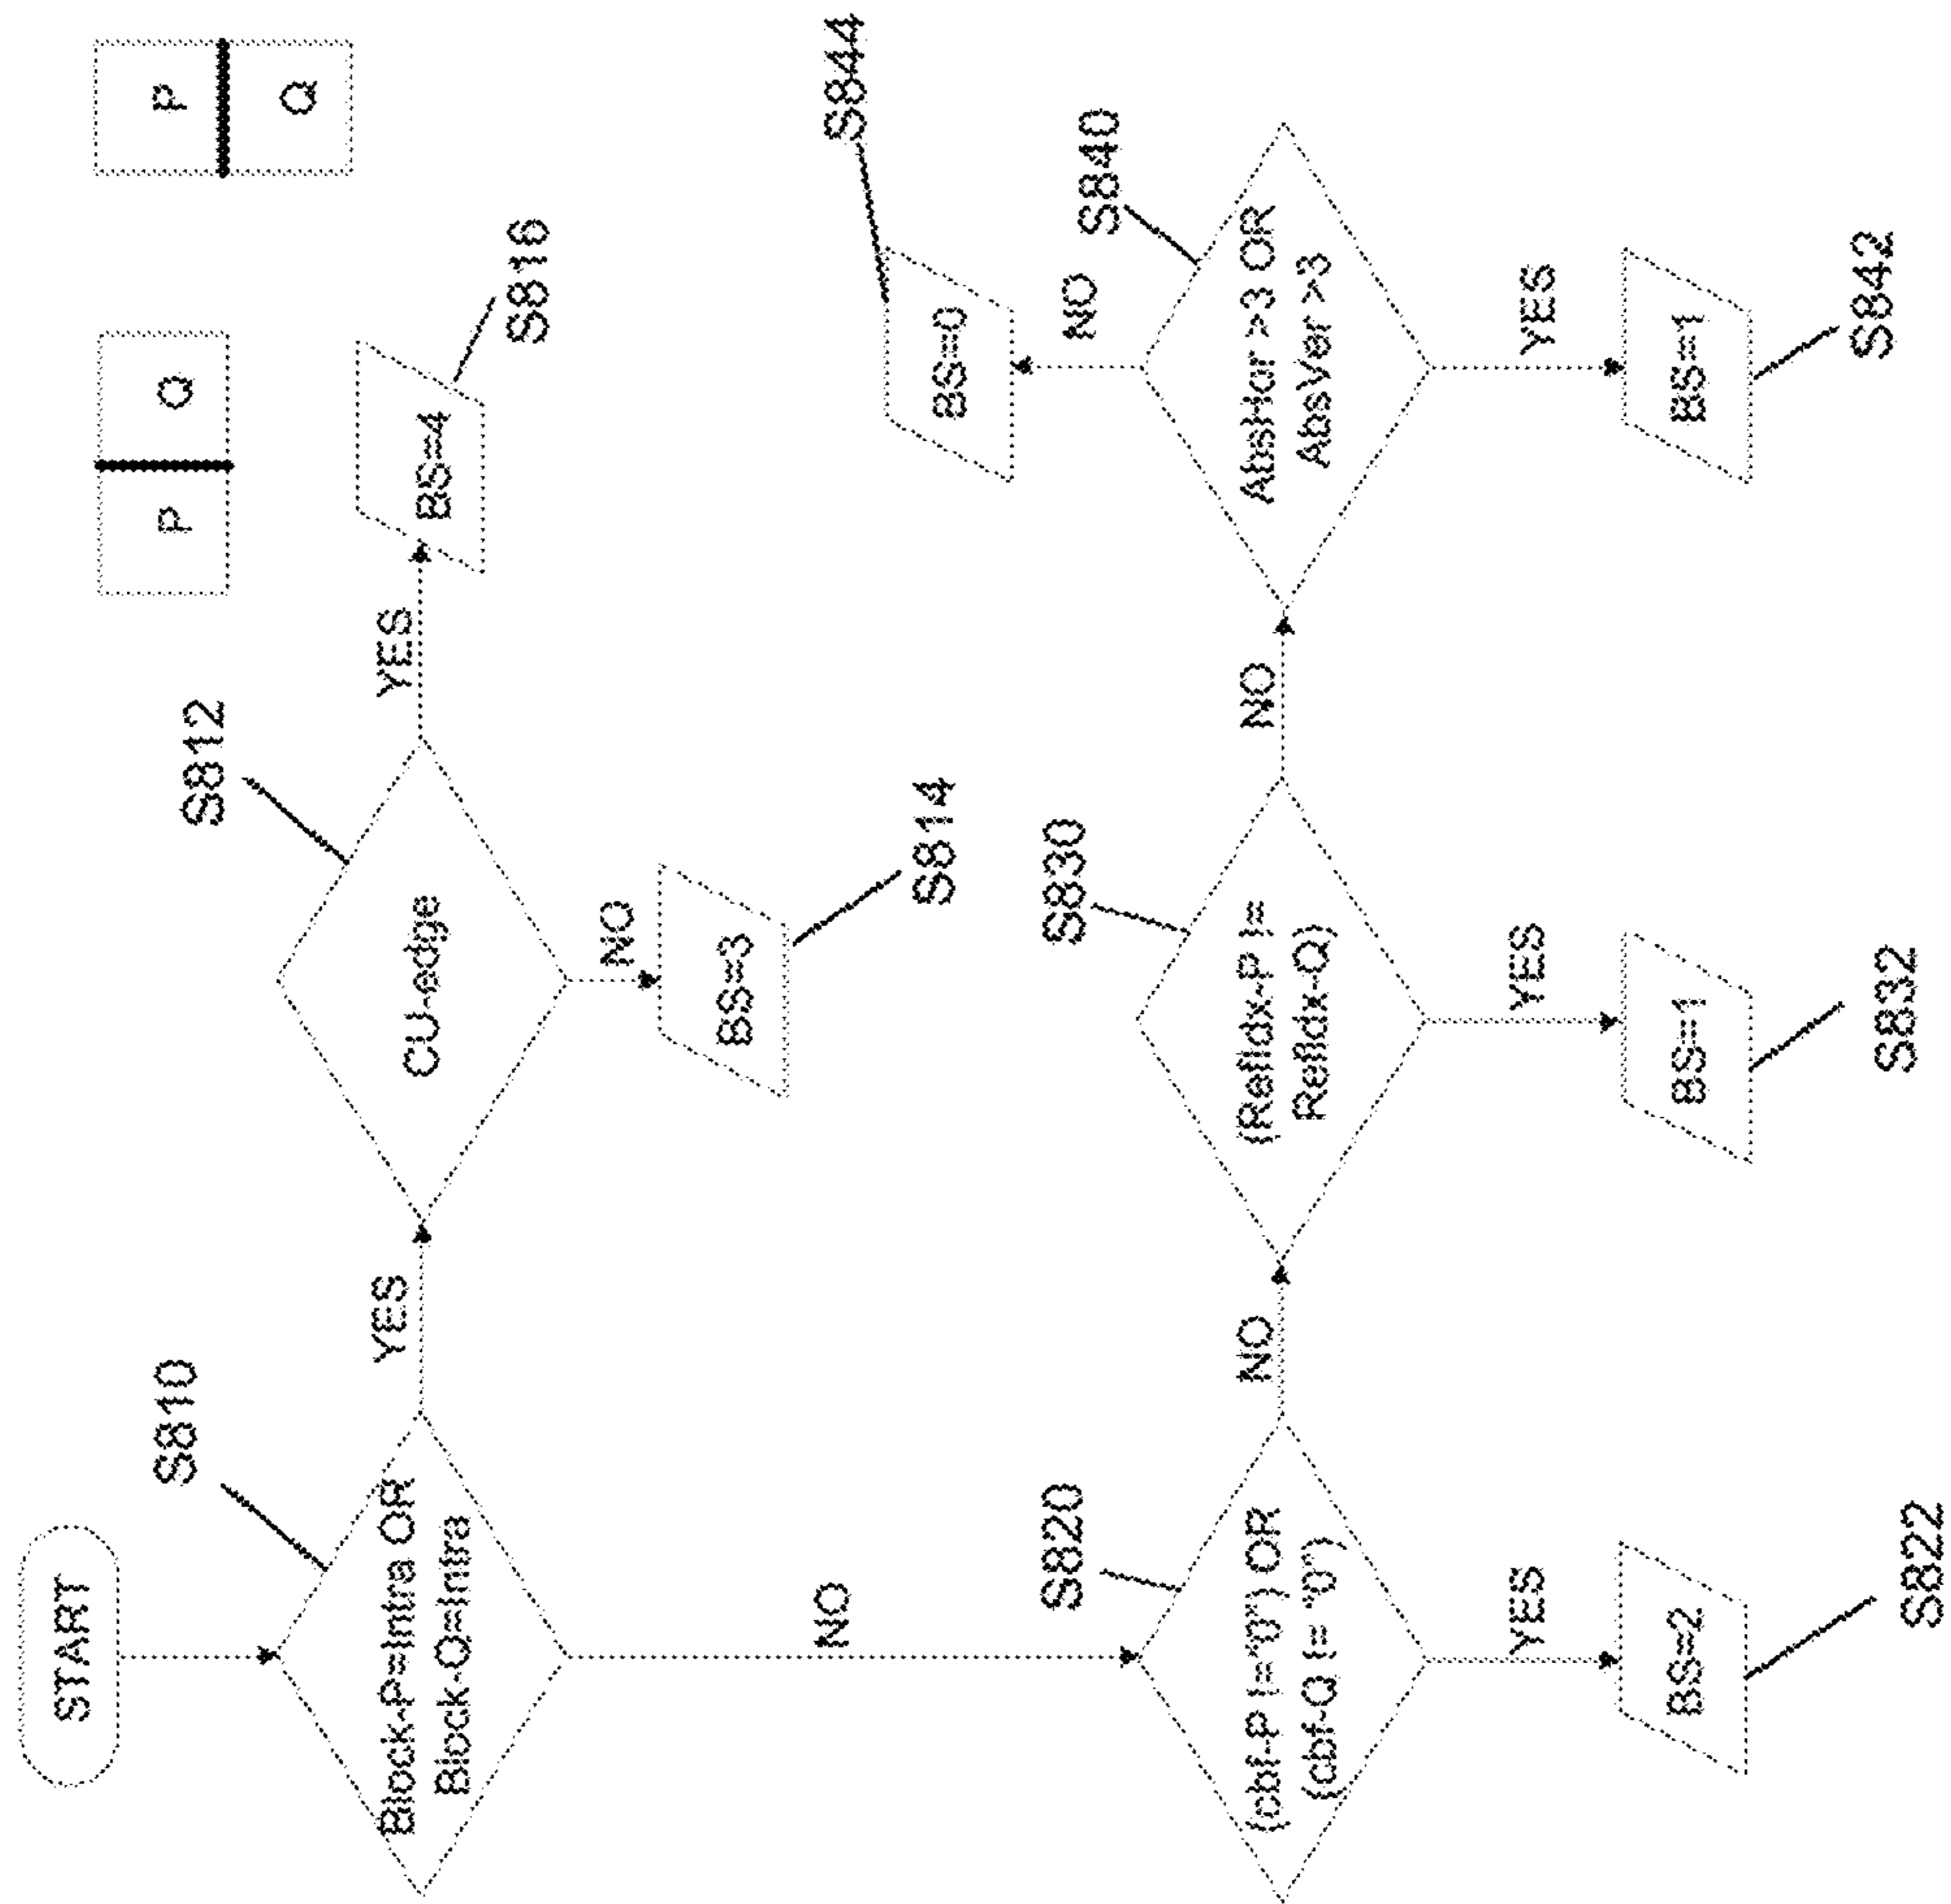 START
S810
Block-P=Intra OR
Block-Q=Intra
YES
S812
CU-edge
YES
BS=4
S816
P
Q
P
Q
NO
BS=3
S814
NO
S820
(cbf-P != "0") OR
(cbf-Q != "0")
NO
S830
(RefIdx-P !=
RefIdx-Q)
NO
S840
AbsHor >3 OR
AbsVer >3
NO
BS=0
S844
YES
BS=2
S822
YES
BS=1
S832
YES
BS=1
S842